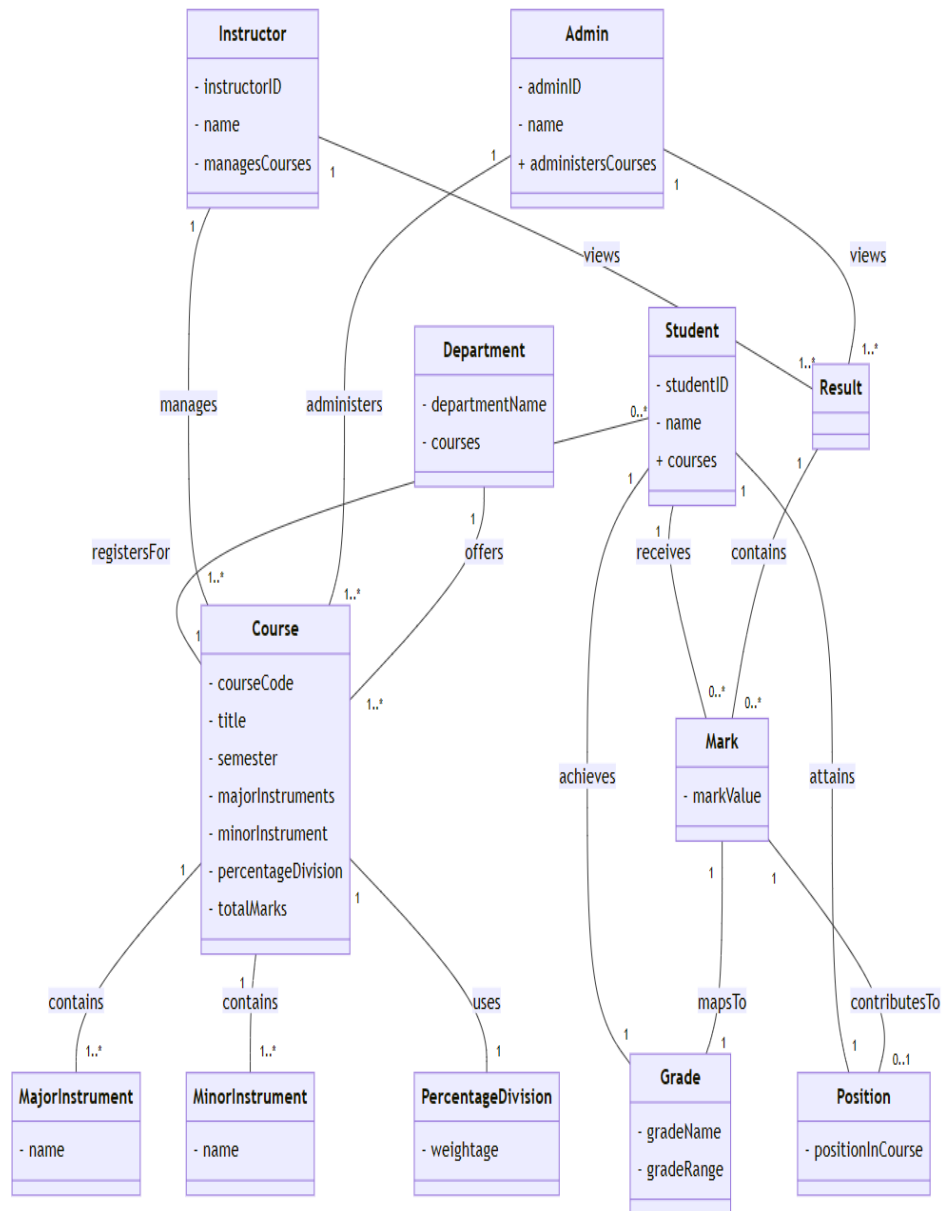 Instructor
- instructorID
- name
- managesCourses
Admin
- adminID
- name
+ administersCourses
1
1
1
1
views
views
Department
- departmentName
- courses
Student
- studentID
- name
+ courses
1..*
1..*
Result
manages
administers
0..*
1
1
1
1
1
registersFor
offers
receives
contains
1..*
1..*
1
1..*
Course
- courseCode
- title
- semester
- majorInstruments
- minorInstrument
- percentageDivision
- totalMarks
0..*
0..*
Mark
- markValue
achieves
attains
1
1
1
1
1
contains
contains
uses
mapsTo
contributesTo
1..*
1..*
1
1
1
1
0..1
MajorInstrument
- name
MinorInstrument
- name
PercentageDivision
- weightage
Grade
- gradeName
- gradeRange
Position
- positionInCourse